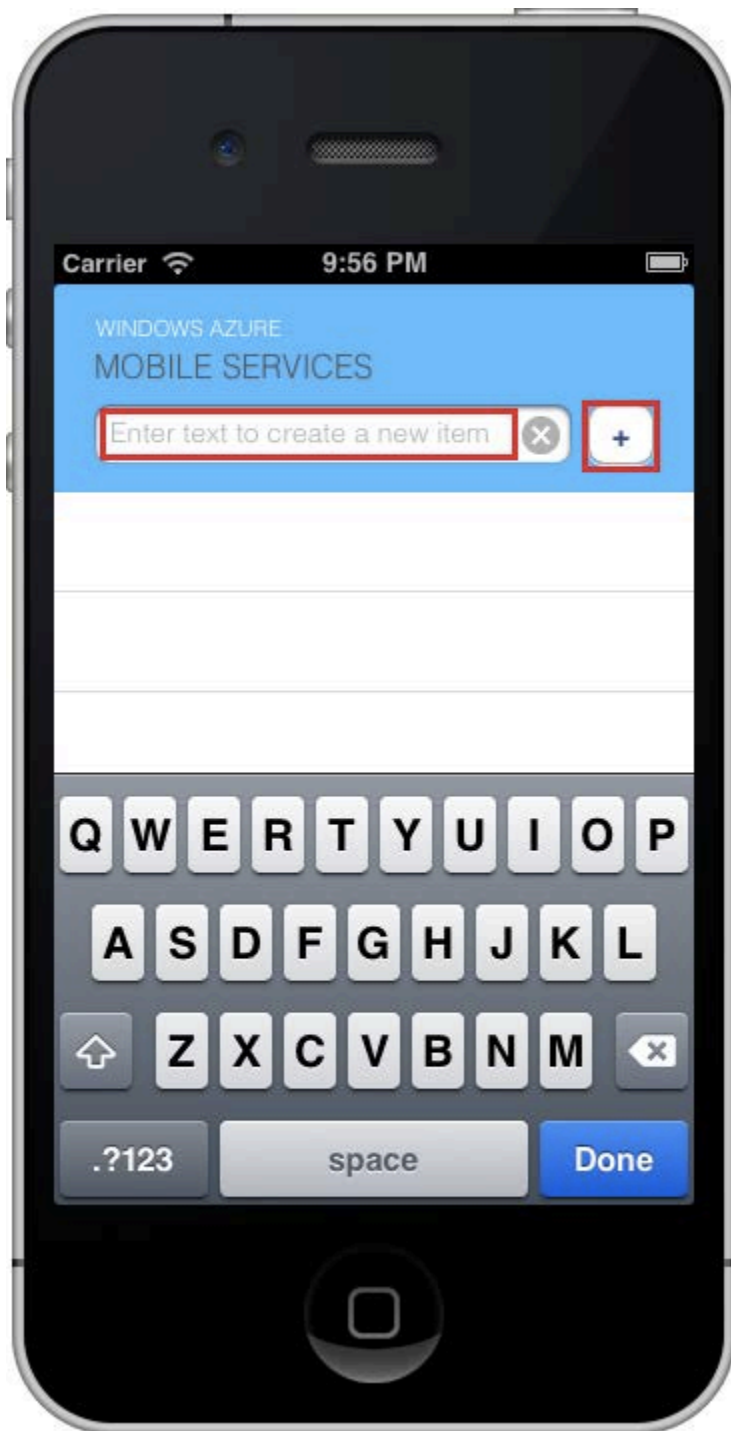 Carrier 9:56 PM
WINDOWS AZURE
MOBILE SERVICES
Enter text to create a new item +
Q W E R T Y U I O P
A S D F G H J K L
Z X C V B N M
.?123 space Done